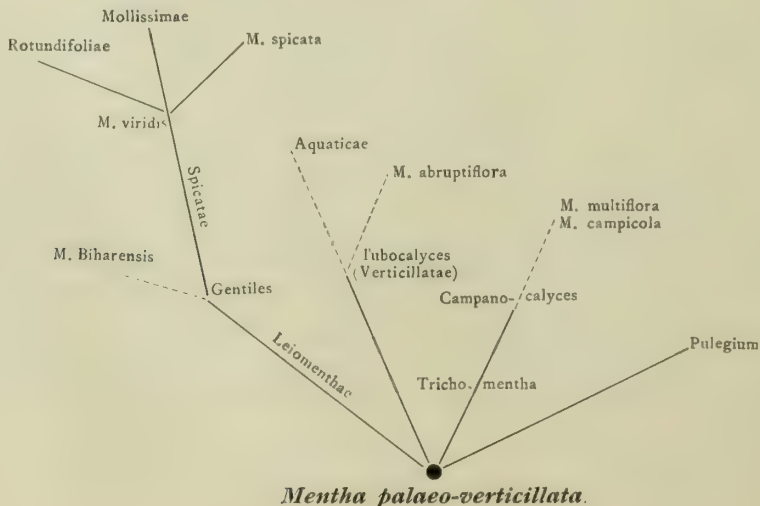 Mollissimae
Rotundifoliae
M. spicata
M. viridis
Spicatae
Aquaticae
M. abruptiflora
M. multiflora
M. campicola
M. Biharensis
Tubocalyces
(Verticillatae)
Gentiles
Campano-calyces
Leiomenthae
Pulegium
Tricho-mentha
Mentha palaeo-verticillata.